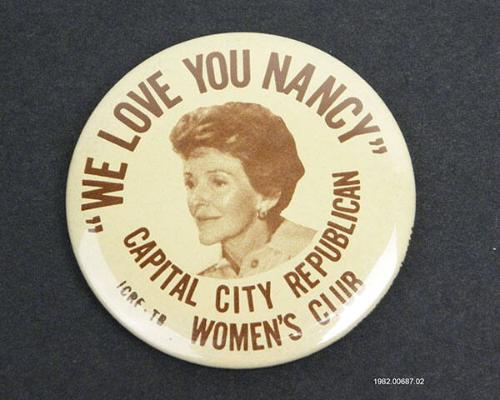 "WE LOVE YOU NANCY"
CAPITAL CITY REPUBLICAN
WOMEN'S CLUB
1982.00687.02